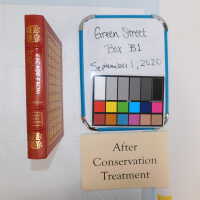 Green Street
Box B1
September 1, 2020
After
Conservation
Treatment